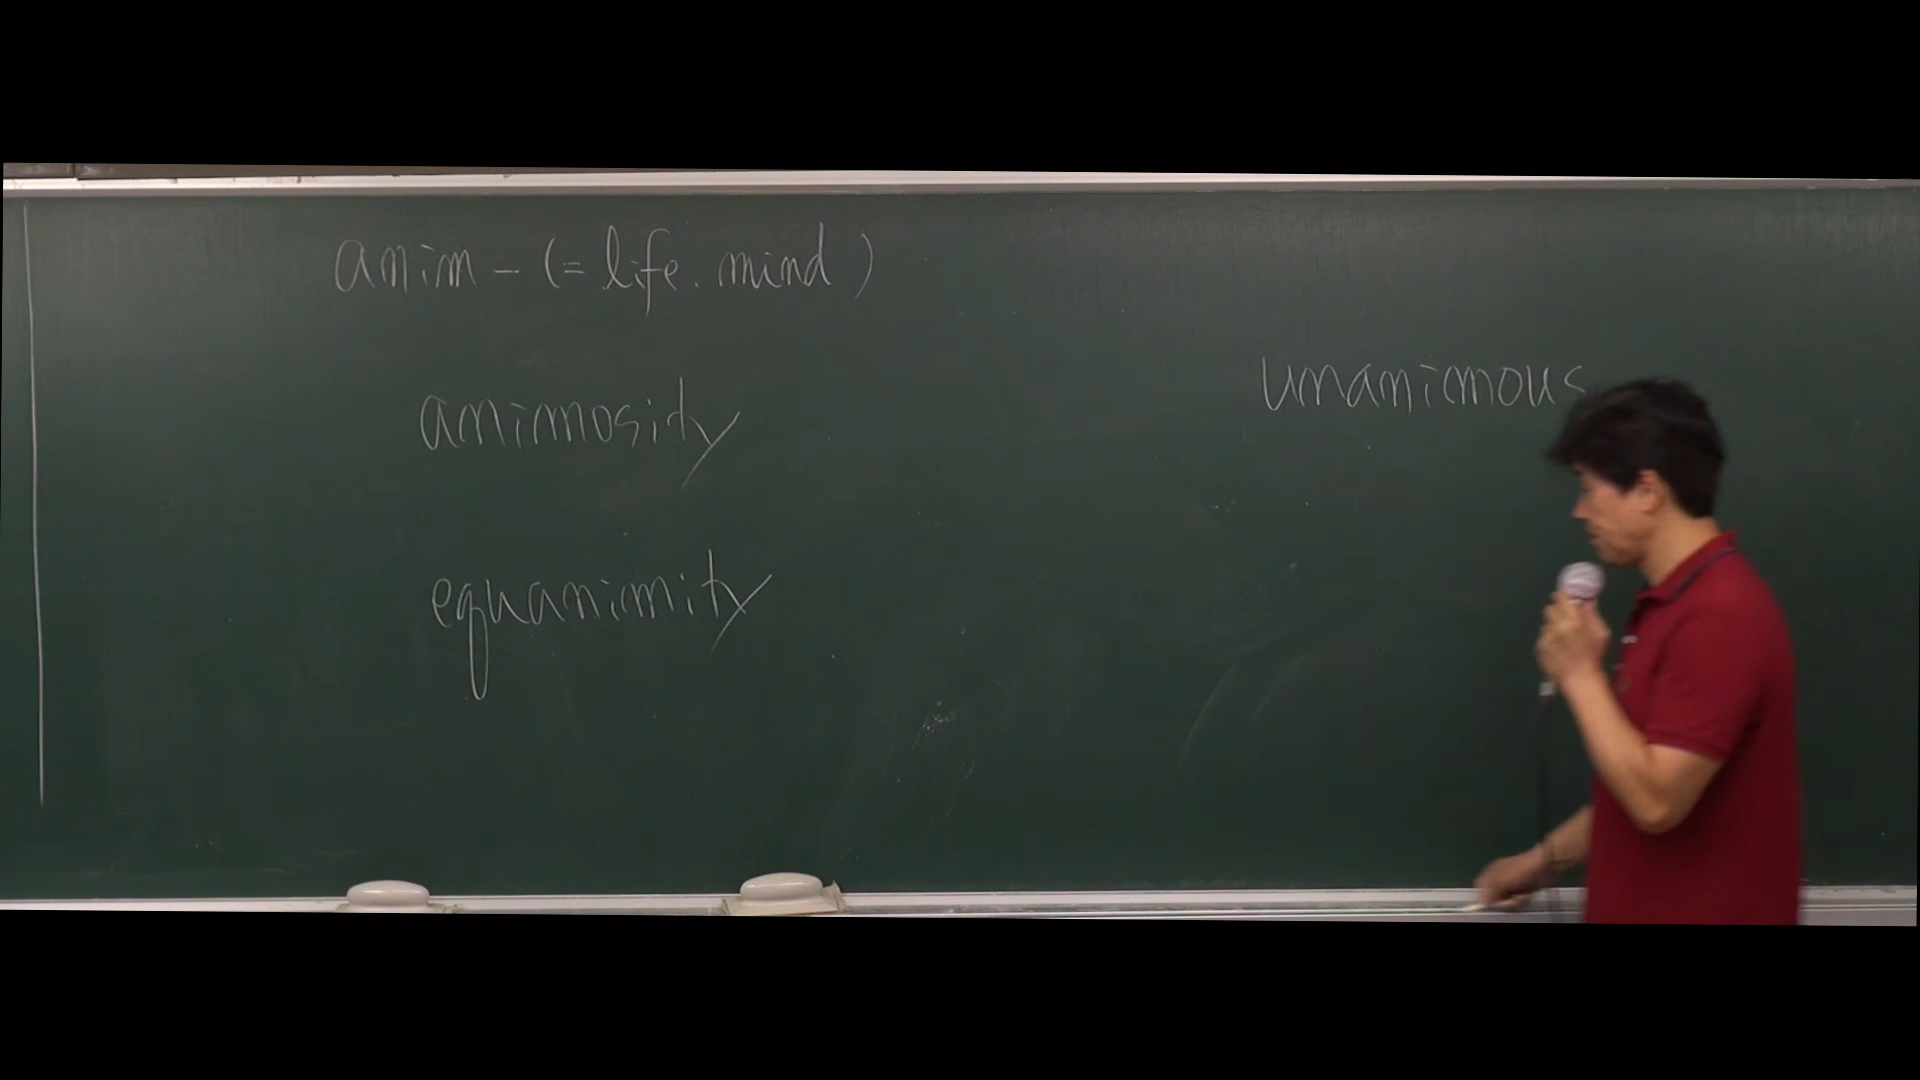 anim - (= life. mind)
unanimous
animosity
equanimity